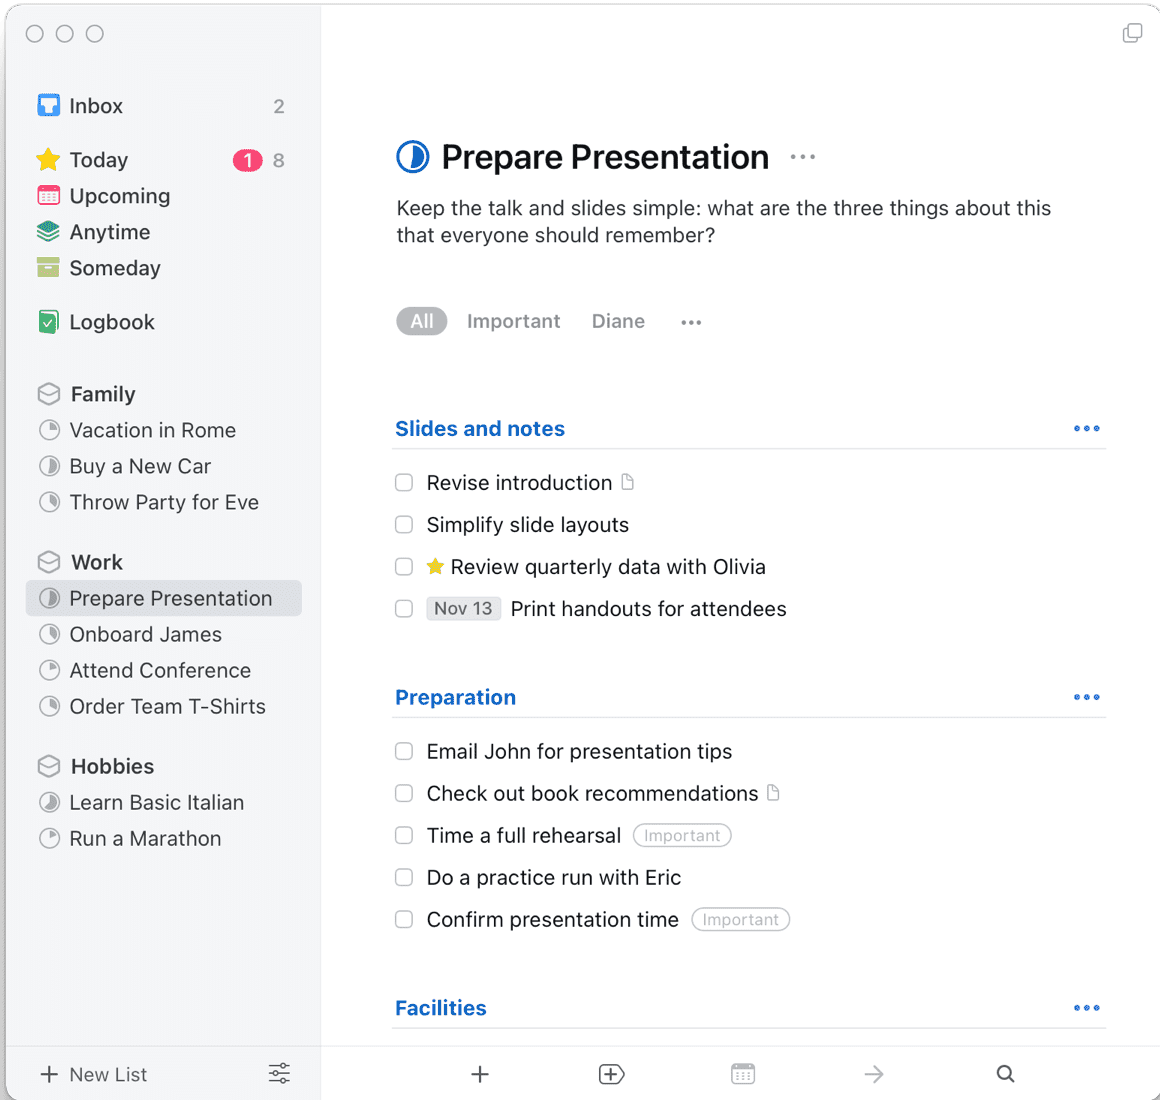 Inbox 2
Today 1 8
Upcoming
Anytime
Someday
Logbook
Family
Vacation in Rome
Buy a New Car
Throw Party for Eve
Work
Prepare Presentation
Onboard James
Attend Conference
Order Team T-Shirts
Hobbies
Learn Basic Italian
Run a Marathon
New List
Prepare Presentation
Keep the talk and slides simple: what are the three things about this
that everyone should remember?
All Important Diane
Slides and notes
Revise introduction
Simplify slide layouts
Review quarterly data with Olivia
Nov 13 Print handouts for attendees
Preparation
Email John for presentation tips
Check out book recommendations
Time a full rehearsal Important
Do a practice run with Eric
Confirm presentation time Important
Facilities